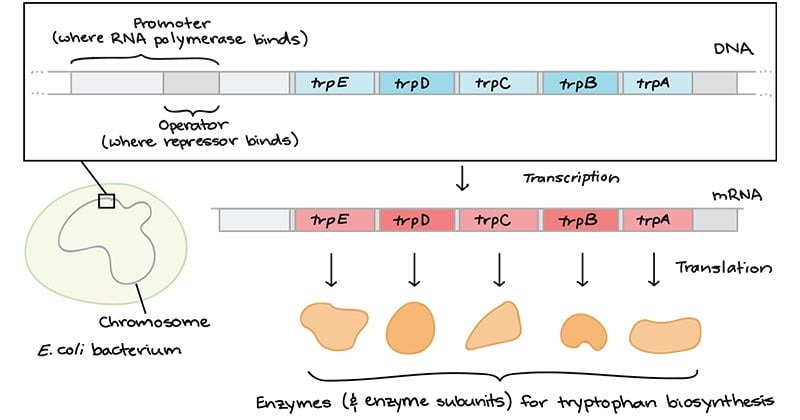 Promoter
(where RNA polymerase binds)
DNA
trpE trpD trpC trpB trpA
Operator
(where repressor binds)
Transcription
mRNA
trpE trpD trpC trpB trpA
Translation
Chromosome
E. coli bacterium
Enzymes (& enzyme subunits) for tryptophan biosynthesis